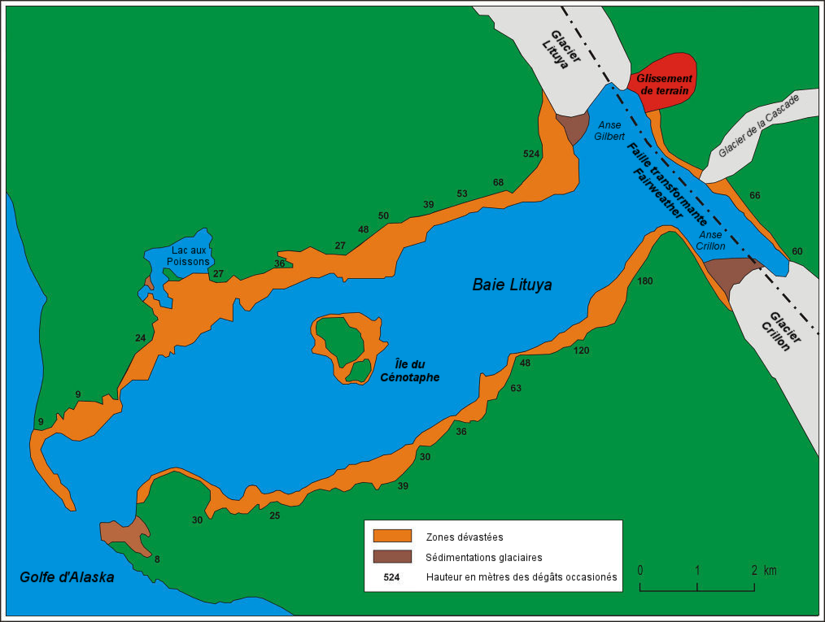 Glacier
Lituya
Glissement
de terrain
Glacier de la Cascade
Anse
Gilbert
Faille transformante
Fairweather
524
68
53
39
50
48
27
36
27
66
60
Anse
Crillon
Lac aux
Poissons
Baie Lituya
180
Glacier
Crillon
24
Île du
Cénotaphe
120
48
63
9
9
36
30
39
25
30
8
Golfe d'Alaska
Zones dévastées
Sédimentations glaciaires
524 Hauteur en mètres des dégâts occasionés
0 1 2 km